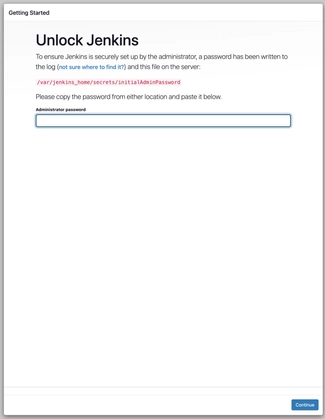 Getting Started
Unlock Jenkins
To ensure Jenkins is securely set up by the administrator, a password has been written to
the log (not sure where to find it?) and this file on the server:
/var/jenkins_home/secrets/initialAdminPassword
Please copy the password from either location and paste it below.
Administrator password
Continue